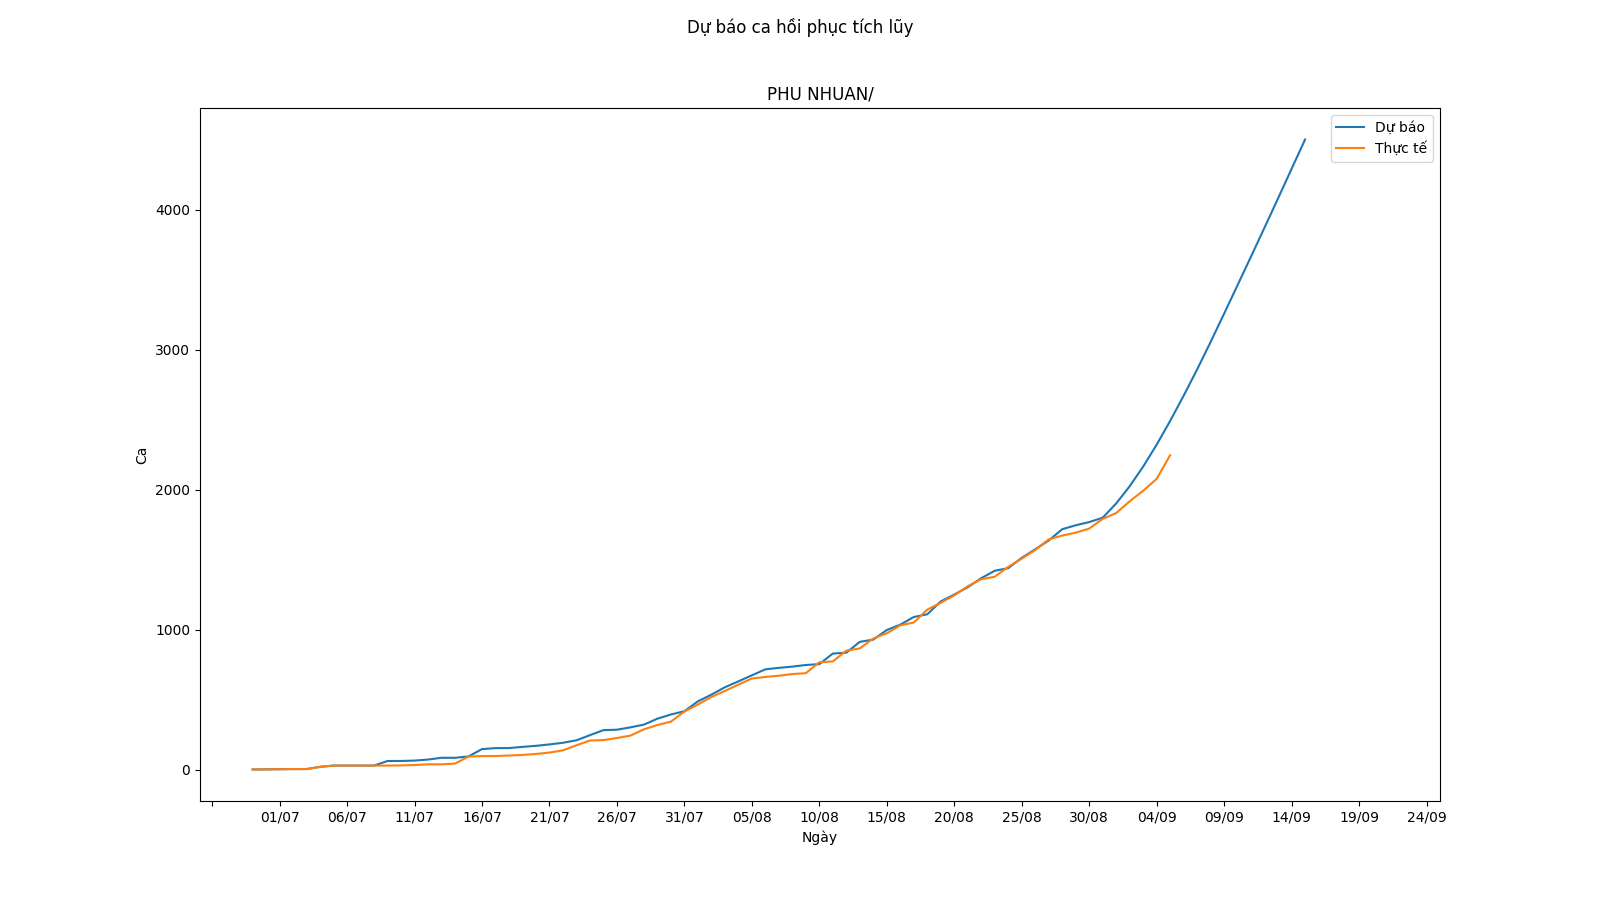 Dự báo ca hồi phục tích lũy
PHU NHUAN/
Dự báo
Thực tế
4000
3000
2000
1000
0
Ca
01/07 06/07 11/07 16/07 21/07 26/07 31/07 05/08 10/08 15/08 20/08 25/08 30/08 04/09 09/09 14/09 19/09 24/09
Ngày